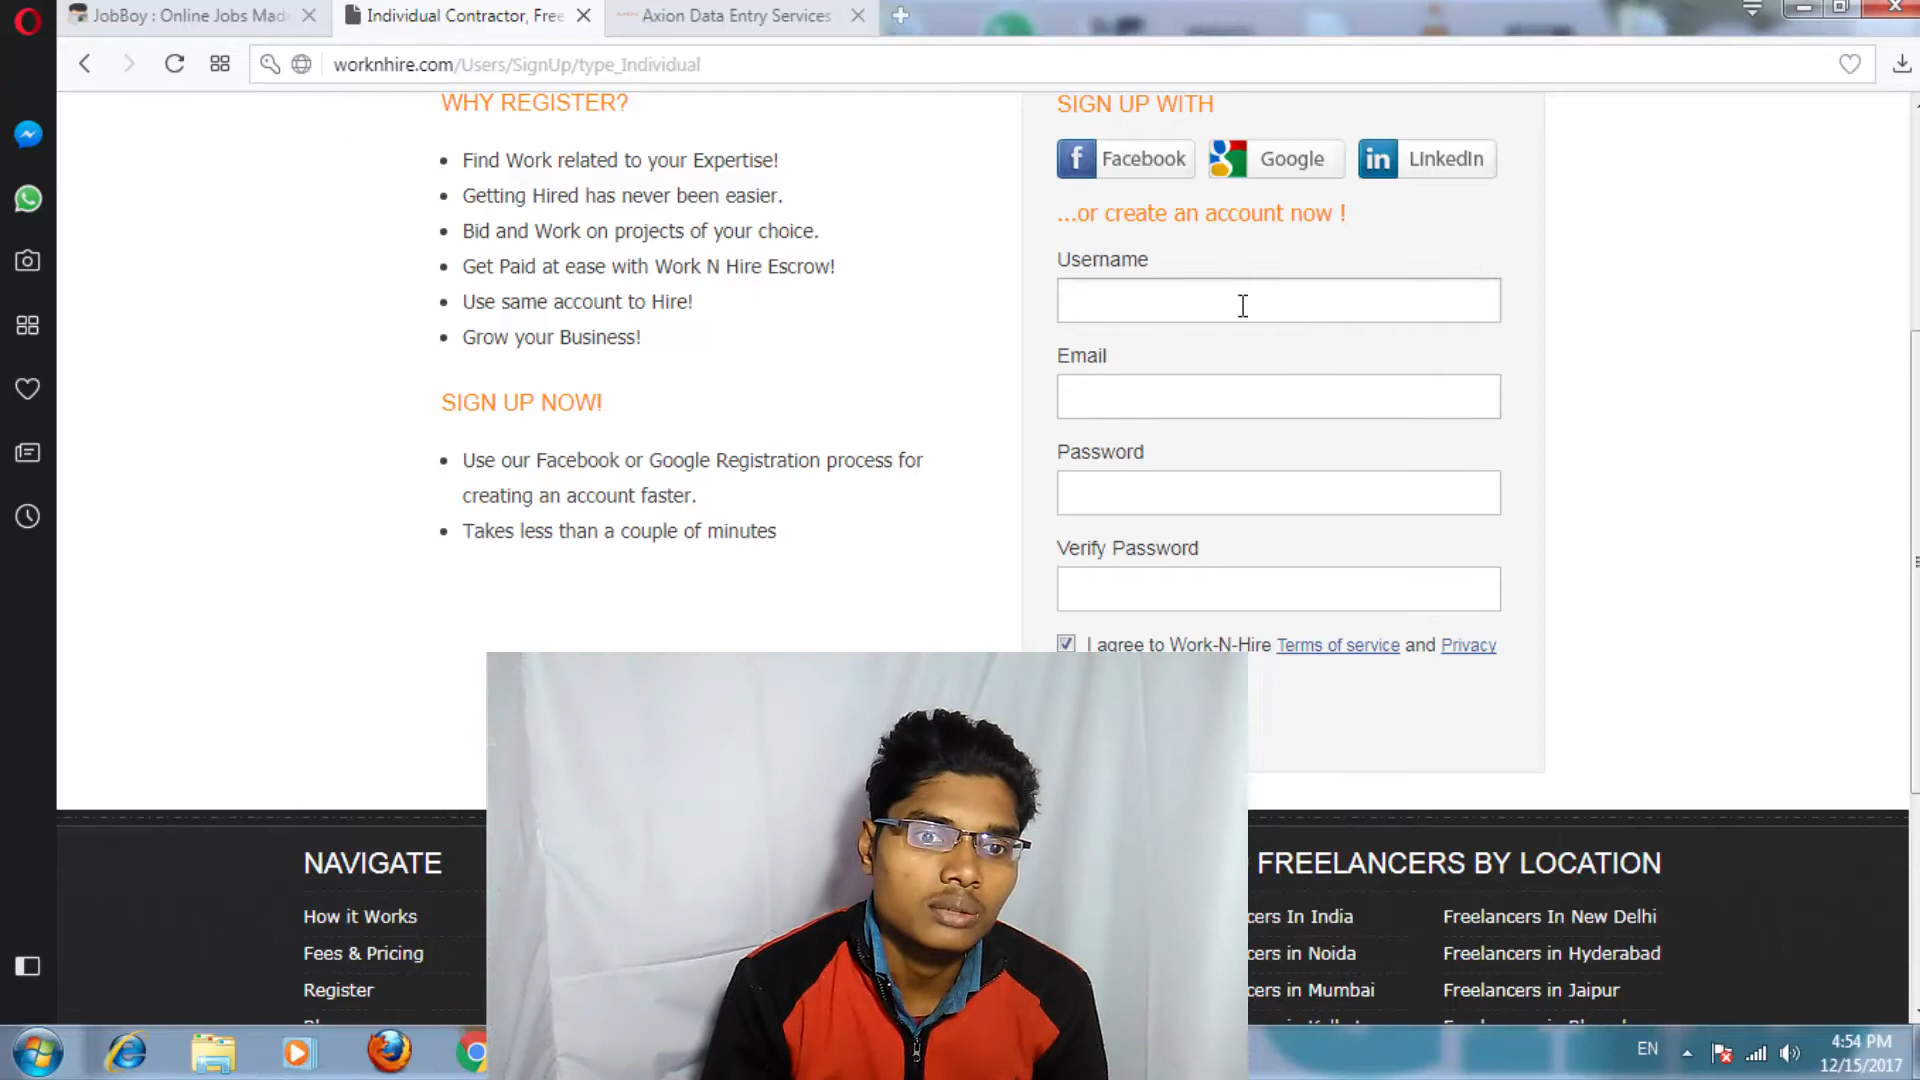 JobBoy : Online Jobs Mad
Individual Contractor, Fre
Axion Data Entry Services
worknhire.com/Users/SignUp/type_Individual
WHY REGISTER?
Find Work related to your Expertise!
Getting Hired has never been easier.
Bid and Work on projects of your choice.
Get Paid at ease with Work N Hire Escrow!
Use same account to Hire!
Grow your Business!
SIGN UP NOW!
Use our Facebook or Google Registration process for
creating an account faster.
Takes less than a couple of minutes
SIGN UP WITH
Facebook Google LInkedIn
...or create an account now !
Username
Email
Password
Verify Password
I agree to Work-N-Hire Terms of service and Privacy
NAVIGATE
How it Works
Fees & Pricing
Register
FREELANCERS BY LOCATION
cers In India
cers in Noida
cers in Mumbai
Freelancers In New Delhi
Freelancers in Hyderabad
Freelancers in Jaipur
EN
4:54 PM
12/15/2017